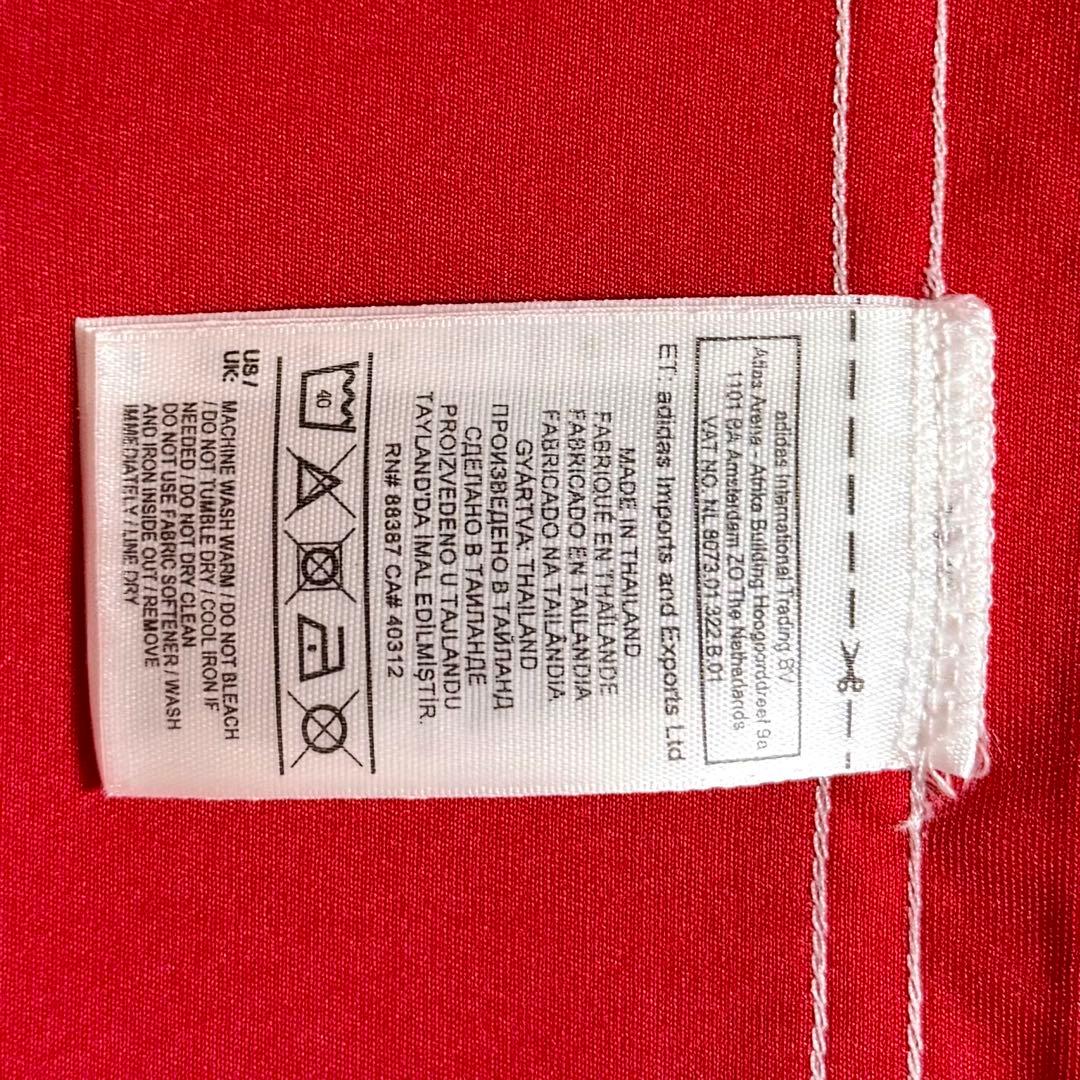 adidas International Trading BV
Atlas Arena - Afrika Building Hoogoorddreef 9a
1101 BA Amsterdam ZO The Netherlands
VAT NO. NL 8073.01.322.B.01
ET: adidas Imports and Exports Ltd
MADE IN THAILAND
FABRIQUÉ EN THAÏLANDE
FABRICADO EN TAILANDIA
FABRICADO NA TAILÂNDIA
GYÁRTVA: THAILAND
ПРОИЗВЕДЕНО В ТАЙЛАНД
СДЕЛАНО В ТАИЛАНДЕ
PROIZVEDENO U TAJLANDU
TAYLAND'DA IMAL EDILMİŞTİR.
RN# 88387 CA# 40312
40
A
US / UK: MACHINE WASH WARM / DO NOT BLEACH
/ DO NOT TUMBLE DRY / COOL IRON IF
NEEDED / DO NOT DRY CLEAN
DO NOT USE FABRIC SOFTENER / WASH
AND IRON INSIDE OUT / REMOVE
IMMEDIATELY / LINE DRY